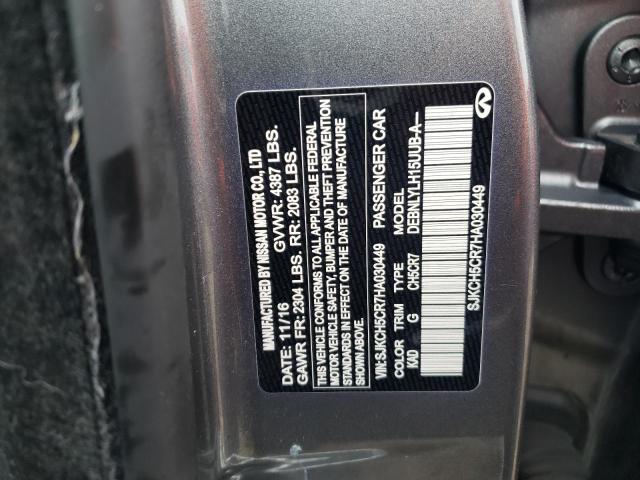 MANUFACTURED BY NISSAN MOTOR CO., LTD
DATE: 11/16 GVWR: 4387 LBS.
GAWR FR: 2304 LBS. RR: 2083 LBS.
THIS VEHICLE CONFORMS TO ALL APPLICABLE FEDERAL
MOTOR VEHICLE SAFETY, BUMPER AND THEFT PREVENTION
STANDARDS IN EFFECT ON THE DATE OF MANUFACTURE
SHOWN ABOVE.
VIN:SJKCH5CR7HA030449 PASSENGER CAR
COLOR TRIM TYPE MODEL
KAD G CH5CR7 DEBNLYLH15UUB-A—
SJKCH5CR7HA030449